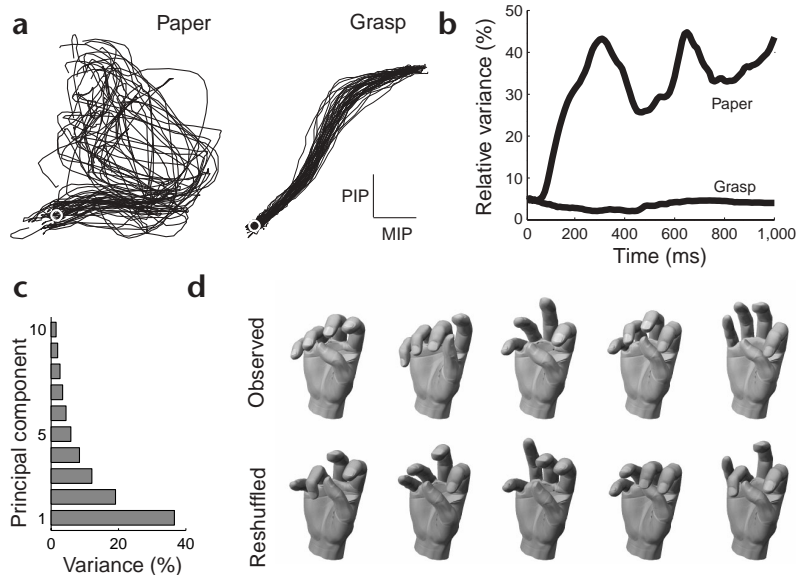 a
Paper
Grasp
PIP
MIP
b
Relative variance (%)
50
40
30
20
10
0
Paper
Grasp
0
200
400
600
800
1,000
Time (ms)
c
Principal component
10
5
1
0
20
40
Variance (%)
d
Observed
Reshuffled